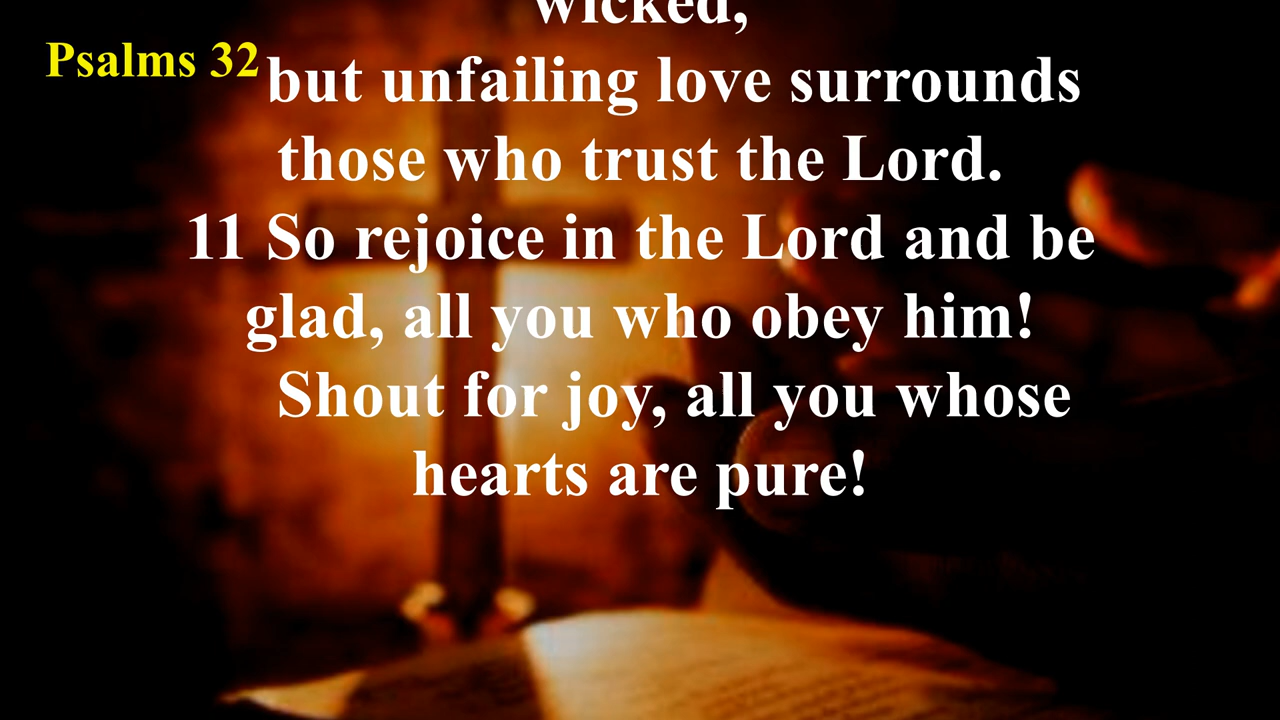 wicked,
Psalms 32
but unfailing love surrounds
those who trust the Lord.
11 So rejoice in the Lord and be
glad, all you who obey him!
Shout for joy, all you whose
hearts are pure!